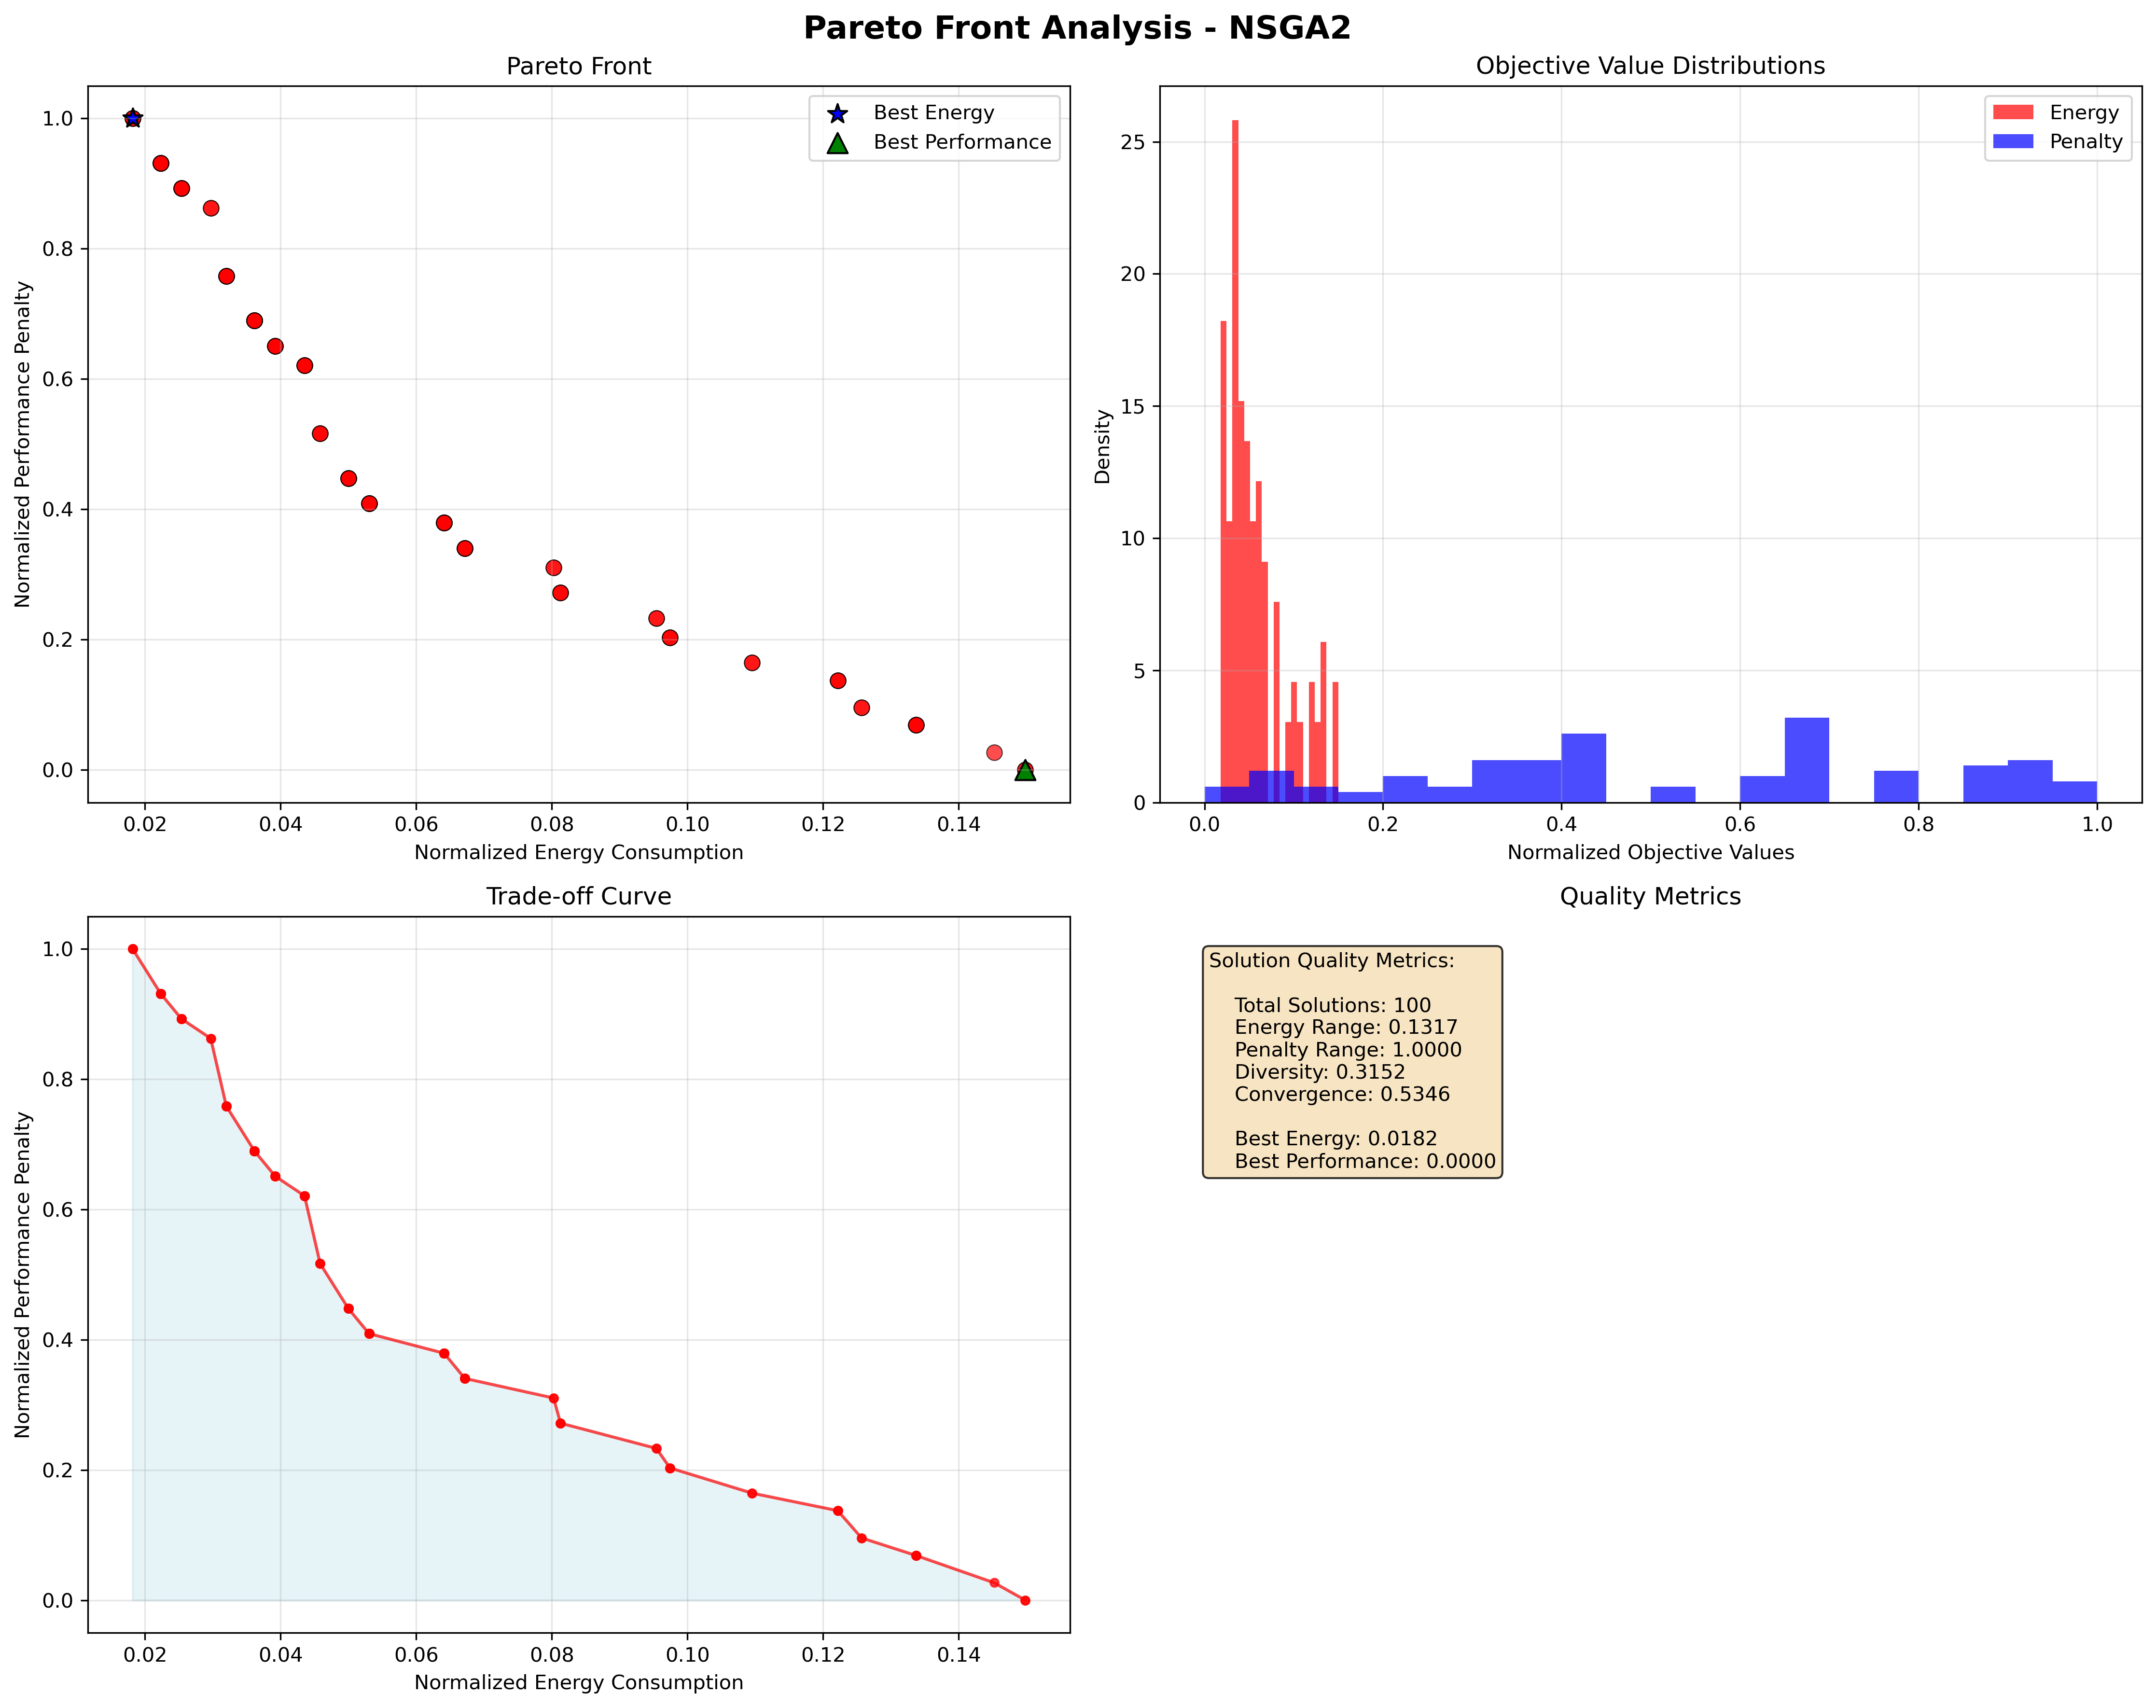 Pareto Front Analysis - NSGA2
Pareto Front
Normalized Performance Penalty
1.0
0.8
0.6
0.4
0.2
0.0
Best Energy
Best Performance
0.02 0.04 0.06 0.08 0.10 0.12 0.14
Normalized Energy Consumption
Objective Value Distributions
Density
25
20
15
10
5
0
Energy
Penalty
0.0 0.2 0.4 0.6 0.8 1.0
Normalized Objective Values
Trade-off Curve
Normalized Performance Penalty
1.0
0.8
0.6
0.4
0.2
0.0
0.02 0.04 0.06 0.08 0.10 0.12 0.14
Normalized Energy Consumption
Quality Metrics
Solution Quality Metrics:
Total Solutions: 100
Energy Range: 0.1317
Penalty Range: 1.0000
Diversity: 0.3152
Convergence: 0.5346
Best Energy: 0.0182
Best Performance: 0.0000